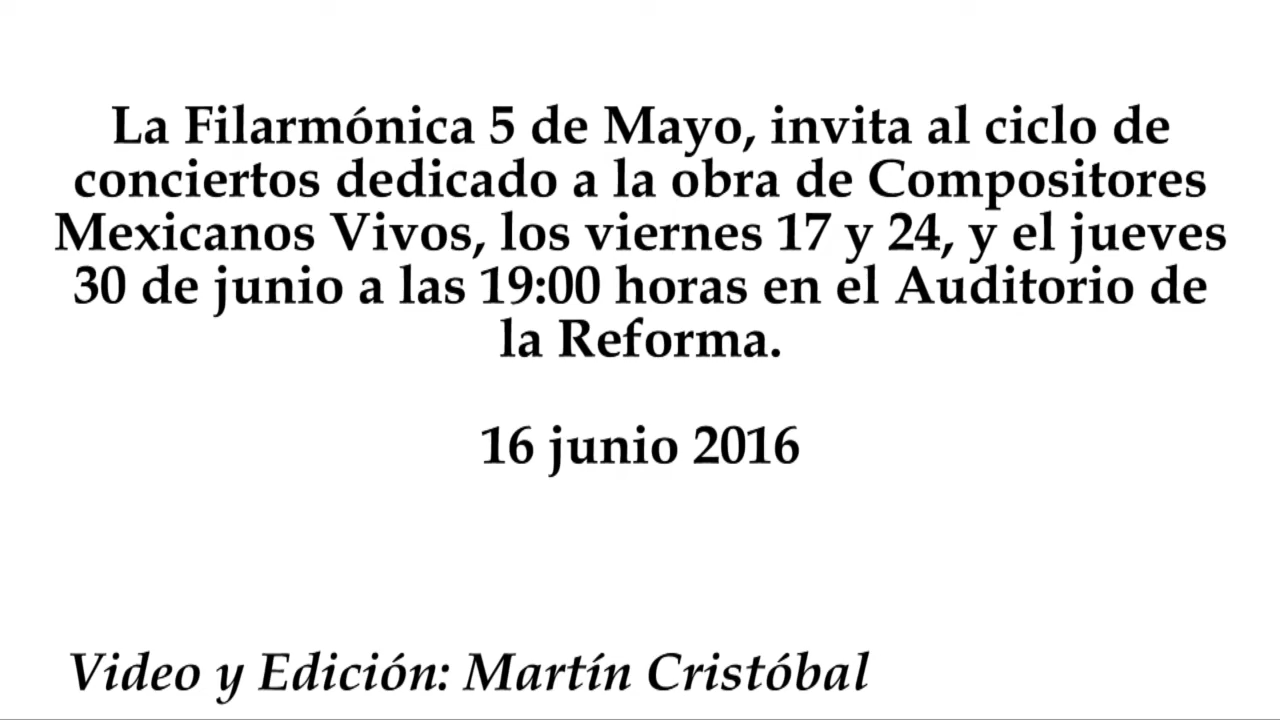 La Filarmónica 5 de Mayo, invita al ciclo de
conciertos dedicado a la obra de Compositores
Mexicanos Vivos, los viernes 17 y 24, y el jueves
30 de junio a las 19:00 horas en el Auditorio de
la Reforma.
16 junio 2016
Video y Edición: Martín Cristóbal